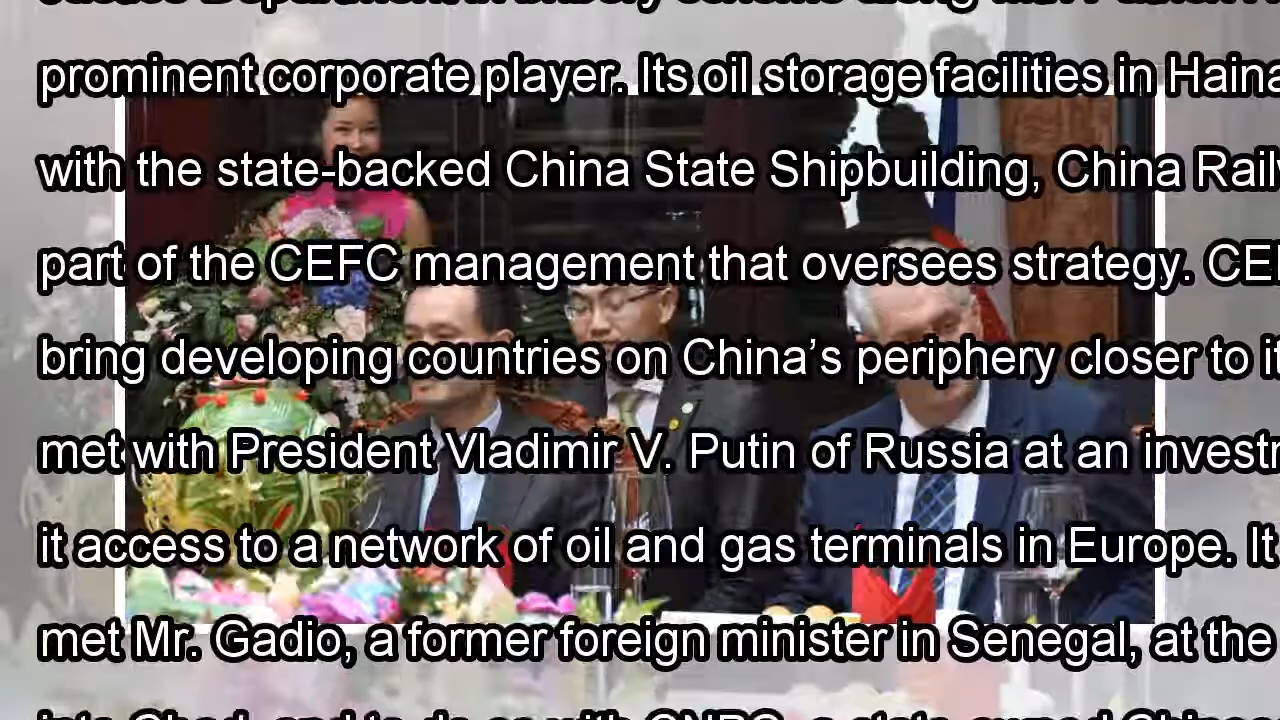 prominent corporate player. Its oil storage facilities in
with the state-backed China State Shipbuilding, China
part of the CEFC management that oversees strategy.
bring developing countries on China’s periphery closer to
met with President Vladimir V. Putin of Russia at an
it access to a network of oil and gas terminals in Europe. It
met Mr. Gadio, a former foreign minister in Senegal, at the